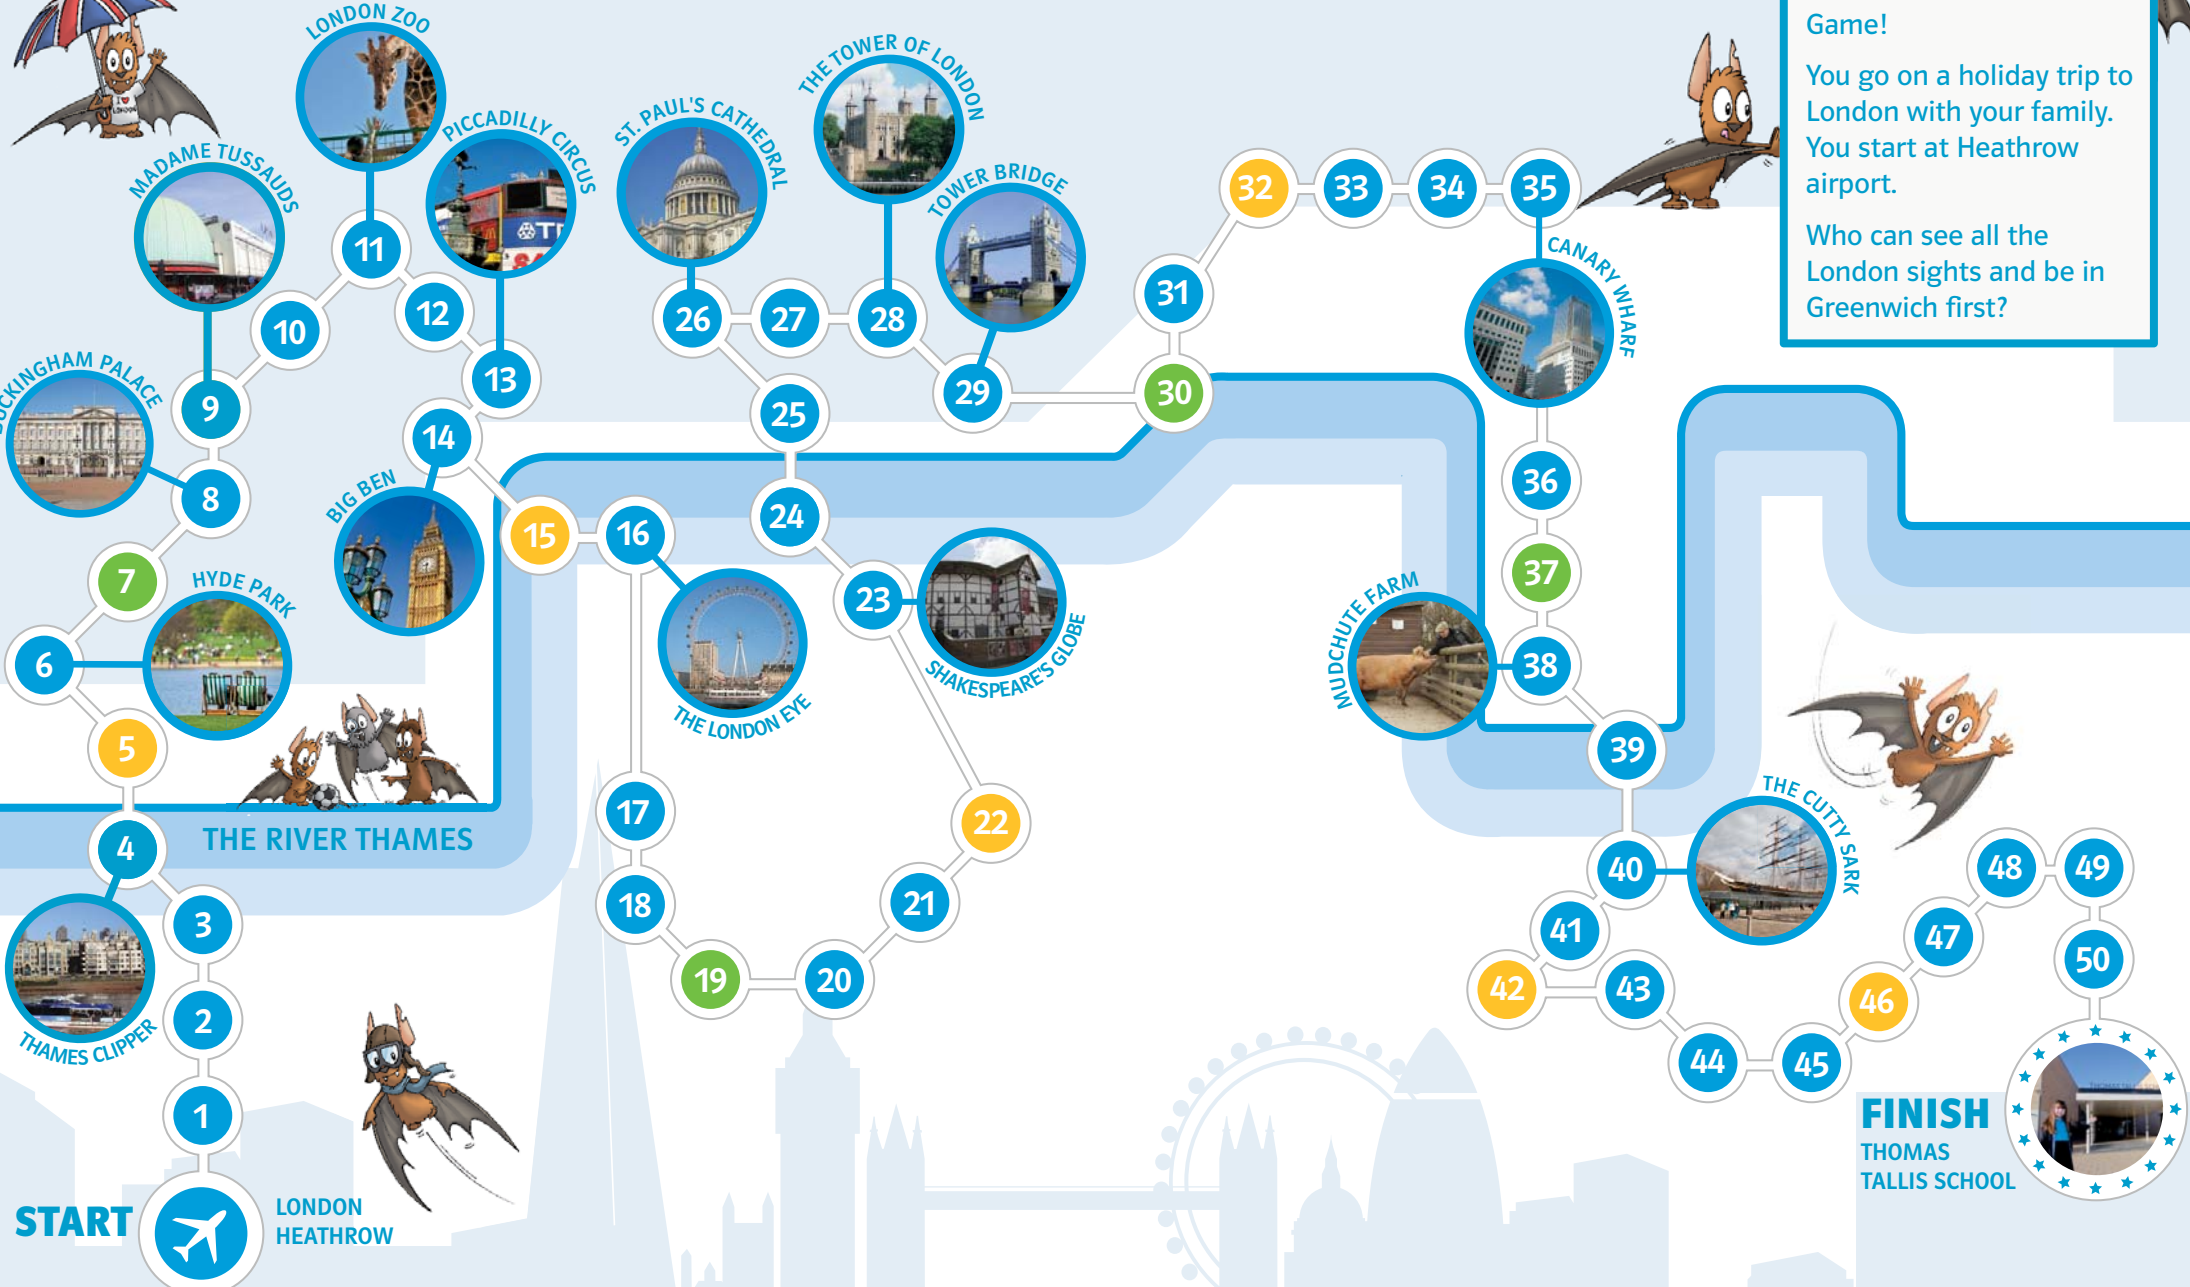 Game!
You go on a holiday trip to
London with your family.
You start at Heathrow
airport.
Who can see all the
London sights and be in
Greenwich first?
LONDON ZOO
PICCADILLY CIRCUS
MADAME TUSSAUDS
ST. PAUL'S CATHEDRAL
THE TOWER OF LONDON
TOWER BRIDGE
CANARY WHARF
BUCKINGHAM PALACE
HYDE PARK
BIG BEN
THE LONDON EYE
SHAKESPEARE'S GLOBE
MUDCHUTE FARM
THE CUTTY SARK
THE RIVER THAMES
THAMES CLIPPER
I
LONDON
START
LONDON
HEATHROW
1
2
3
4
5
6
7
8
9
10
11
12
13
14
15
16
17
18
19
20
21
22
23
24
25
26
27
28
29
30
31
32
33
34
35
36
37
38
39
40
41
42
43
44
45
46
47
48
49
50
FINISH
THOMAS
TALLIS SCHOOL